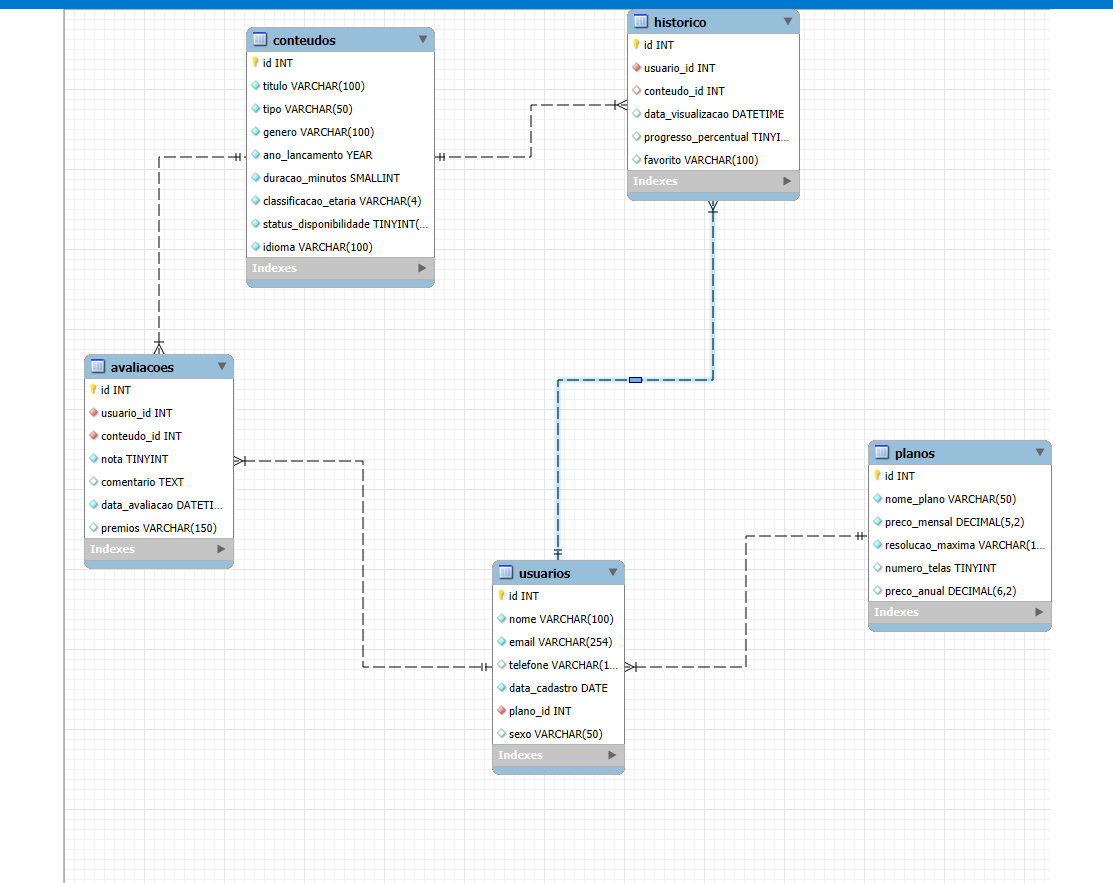 conteudos
id INT
titulo VARCHAR(100)
tipo VARCHAR(50)
genero VARCHAR(100)
ano_lancamento YEAR
duracao_minutos SMALLINT
classificacao_etaria VARCHAR(4)
status_disponibilidade TINYINT(...
idioma VARCHAR(100)
Indexes
historico
id INT
usuario_id INT
conteudo_id INT
data_visualizacao DATETIME
progresso_percentual TINYI...
favorito VARCHAR(100)
Indexes
avaliacoes
id INT
usuario_id INT
conteudo_id INT
nota TINYINT
comentario TEXT
data_avaliacao DATETI...
premios VARCHAR(150)
Indexes
usuarios
id INT
nome VARCHAR(100)
email VARCHAR(254)
telefone VARCHAR(1...
data_cadastro DATE
plano_id INT
sexo VARCHAR(50)
Indexes
planos
id INT
nome_plano VARCHAR(50)
preco_mensal DECIMAL(5,2)
resolucao_maxima VARCHAR(1...
numero_telas TINYINT
preco_anual DECIMAL(6,2)
Indexes